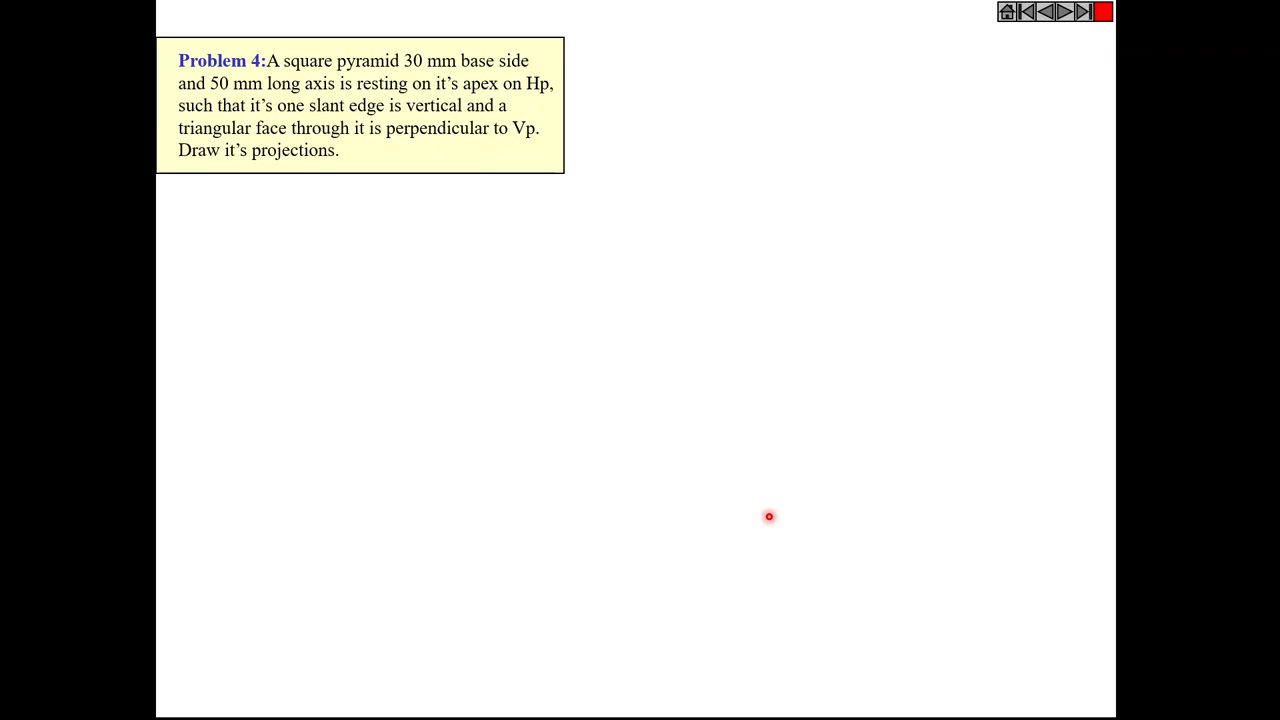 Problem 4:A square pyramid 30 mm base side
and 50 mm long axis is resting on it’s apex on Hp,
such that it’s one slant edge is vertical and a
triangular face through it is perpendicular to Vp.
Draw it’s projections.